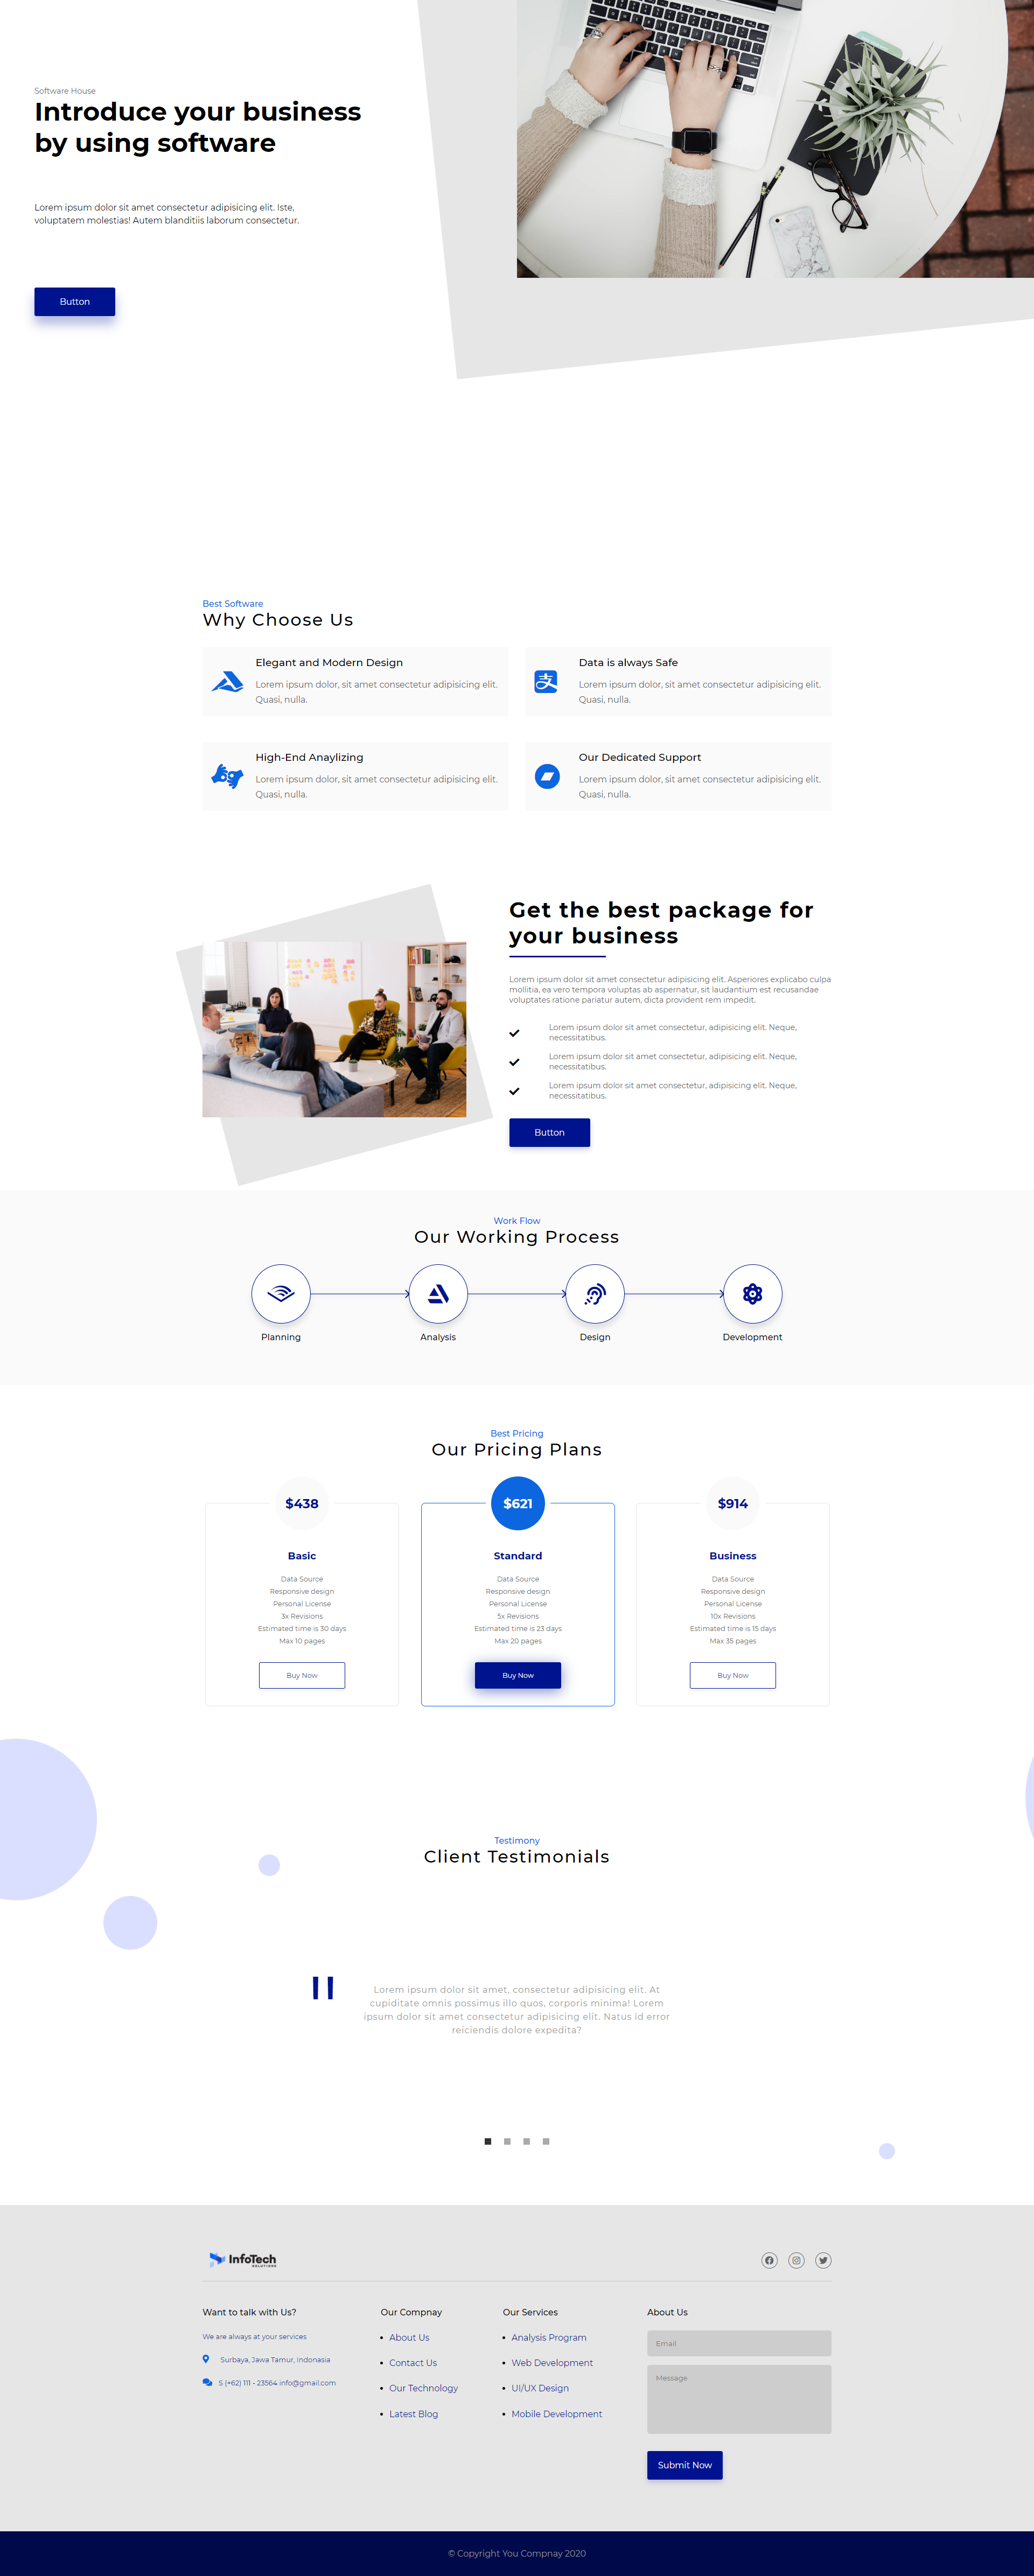 Software House
Introduce your business
by using software
Lorem ipsum dolor sit amet consectetur adipisicing elit. Iste,
voluptatem molestias! Autem blanditiis laborum consectetur.
Button
Best Software
Why Choose Us
Elegant and Modern Design
Lorem ipsum dolor, sit amet consectetur adipisicing elit.
Quasi, nulla.
Data is always Safe
Lorem ipsum dolor, sit amet consectetur adipisicing elit.
Quasi, nulla.
High-End Anaylizing
Lorem ipsum dolor, sit amet consectetur adipisicing elit.
Quasi, nulla.
Our Dedicated Support
Lorem ipsum dolor, sit amet consectetur adipisicing elit.
Quasi, nulla.
Get the best package for
your business
Lorem ipsum dolor sit amet consectetur adipisicing elit. Asperiores explicabo culpa
mollitia, ea vero tempora voluptas ab aspernatur, sit laudantium est recusandae
voluptates ratione pariatur autem, dicta provident rem impedit.
Lorem ipsum dolor sit amet consectetur, adipisicing elit. Neque,
necessitatibus.
Lorem ipsum dolor sit amet consectetur, adipisicing elit. Neque,
necessitatibus.
Lorem ipsum dolor sit amet consectetur, adipisicing elit. Neque,
necessitatibus.
Button
Work Flow
Our Working Process
Planning
Analysis
Design
Development
Best Pricing
Our Pricing Plans
$438
Basic
Data Source
Responsive design
Personal License
3x Revisions
Estimated time is 30 days
Max 10 pages
Buy Now
$621
Standard
Data Source
Responsive design
Personal License
5x Revisions
Estimated time is 23 days
Max 20 pages
Buy Now
$914
Business
Data Source
Responsive design
Personal License
10x Revisions
Estimated time is 15 days
Max 35 pages
Buy Now
Testimony
Client Testimonials
"
Lorem ipsum dolor sit amet, consectetur adipisicing elit. At
cupiditate omnis possimus illo quos, corporis minima! Lorem
ipsum dolor sit amet consectetur adipisicing elit. Natus id error
reiciendis dolore expedita?
InfoTech
SOLUTIONS
Want to talk with Us?
We are always at your services
Surbaya, Jawa Tamur, Indonasia
S (+62) 111 - 23564 info@gmail.com
Our Compnay
• About Us
• Contact Us
• Our Technology
• Latest Blog
Our Services
• Analysis Program
• Web Development
• UI/UX Design
• Mobile Development
About Us
Email
Message
Submit Now
© Copyright You Compnay 2020